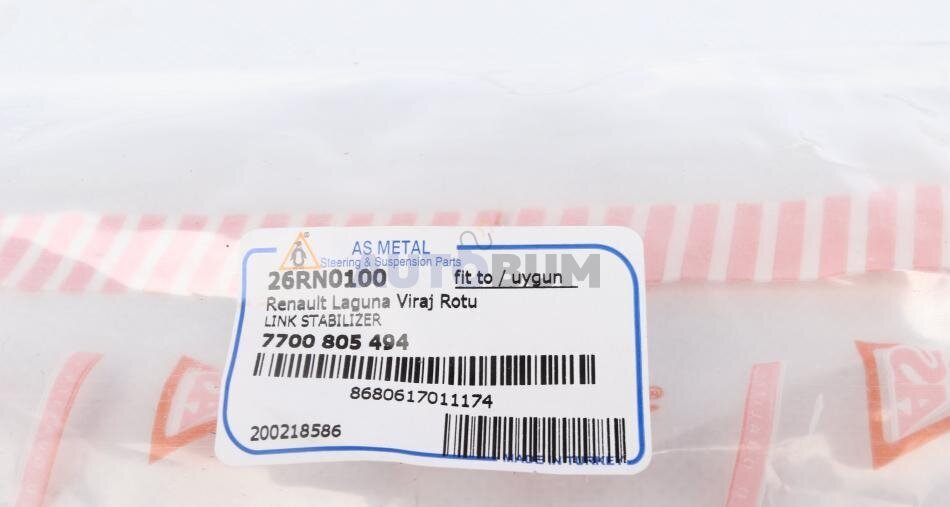 AS METAL
Steering & Suspension Parts
AUTORUM
26RN0100 fit to / uygun
Renault Laguna Viraj Rotu
LINK STABILIZER
7700 805 494
8680617011174
200218586
MADE IN TURKEY